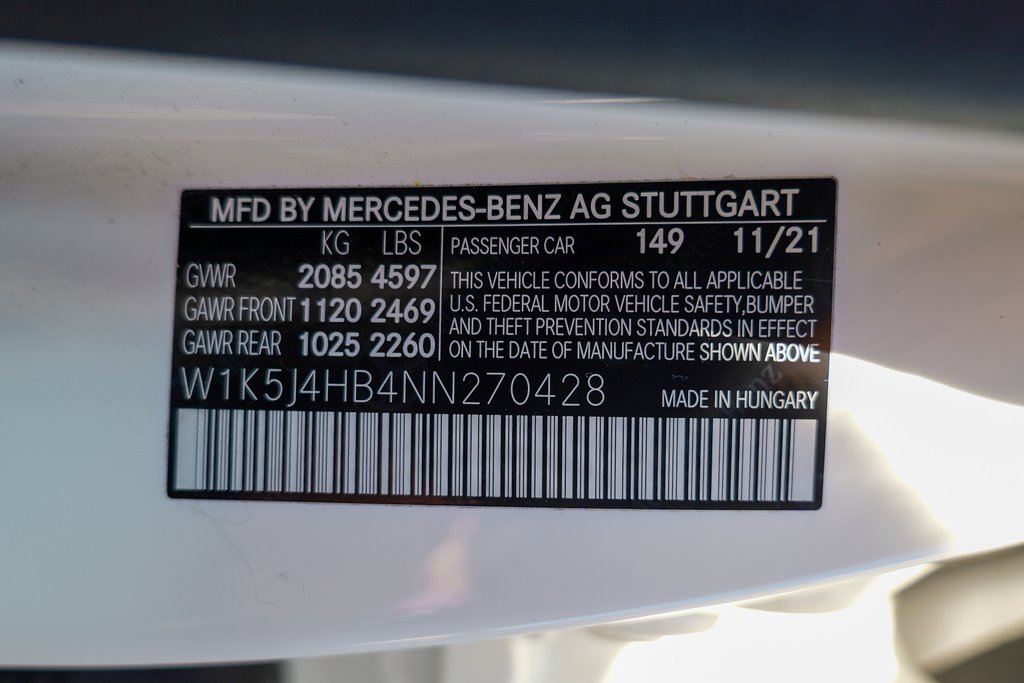 MFD BY MERCEDES-BENZ AG STUTTGART
KG LBS
GVWR 2085 4597
GAWR FRONT 1120 2469
GAWR REAR 1025 2260
PASSENGER CAR 149 11/21
THIS VEHICLE CONFORMS TO ALL APPLICABLE
U.S. FEDERAL MOTOR VEHICLE SAFETY,BUMPER
AND THEFT PREVENTION STANDARDS IN EFFECT
ON THE DATE OF MANUFACTURE SHOWN ABOVE
W1K5J4HB4NN270428
MADE IN HUNGARY